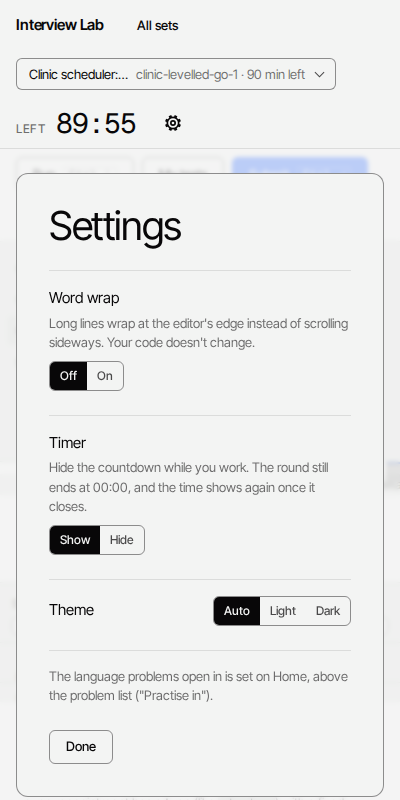 Interview Lab All sets
Clinic scheduler:... clinic-levelled-go-1 · 90 min left
LEFT 89:55
Settings
Word wrap
Long lines wrap at the editor's edge instead of scrolling
sideways. Your code doesn't change.
Off On
Timer
Hide the countdown while you work. The round still
ends at 00:00, and the time shows again once it
closes.
Show Hide
Theme Auto Light Dark
The language problems open in is set on Home, above
the problem list ("Practise in").
Done